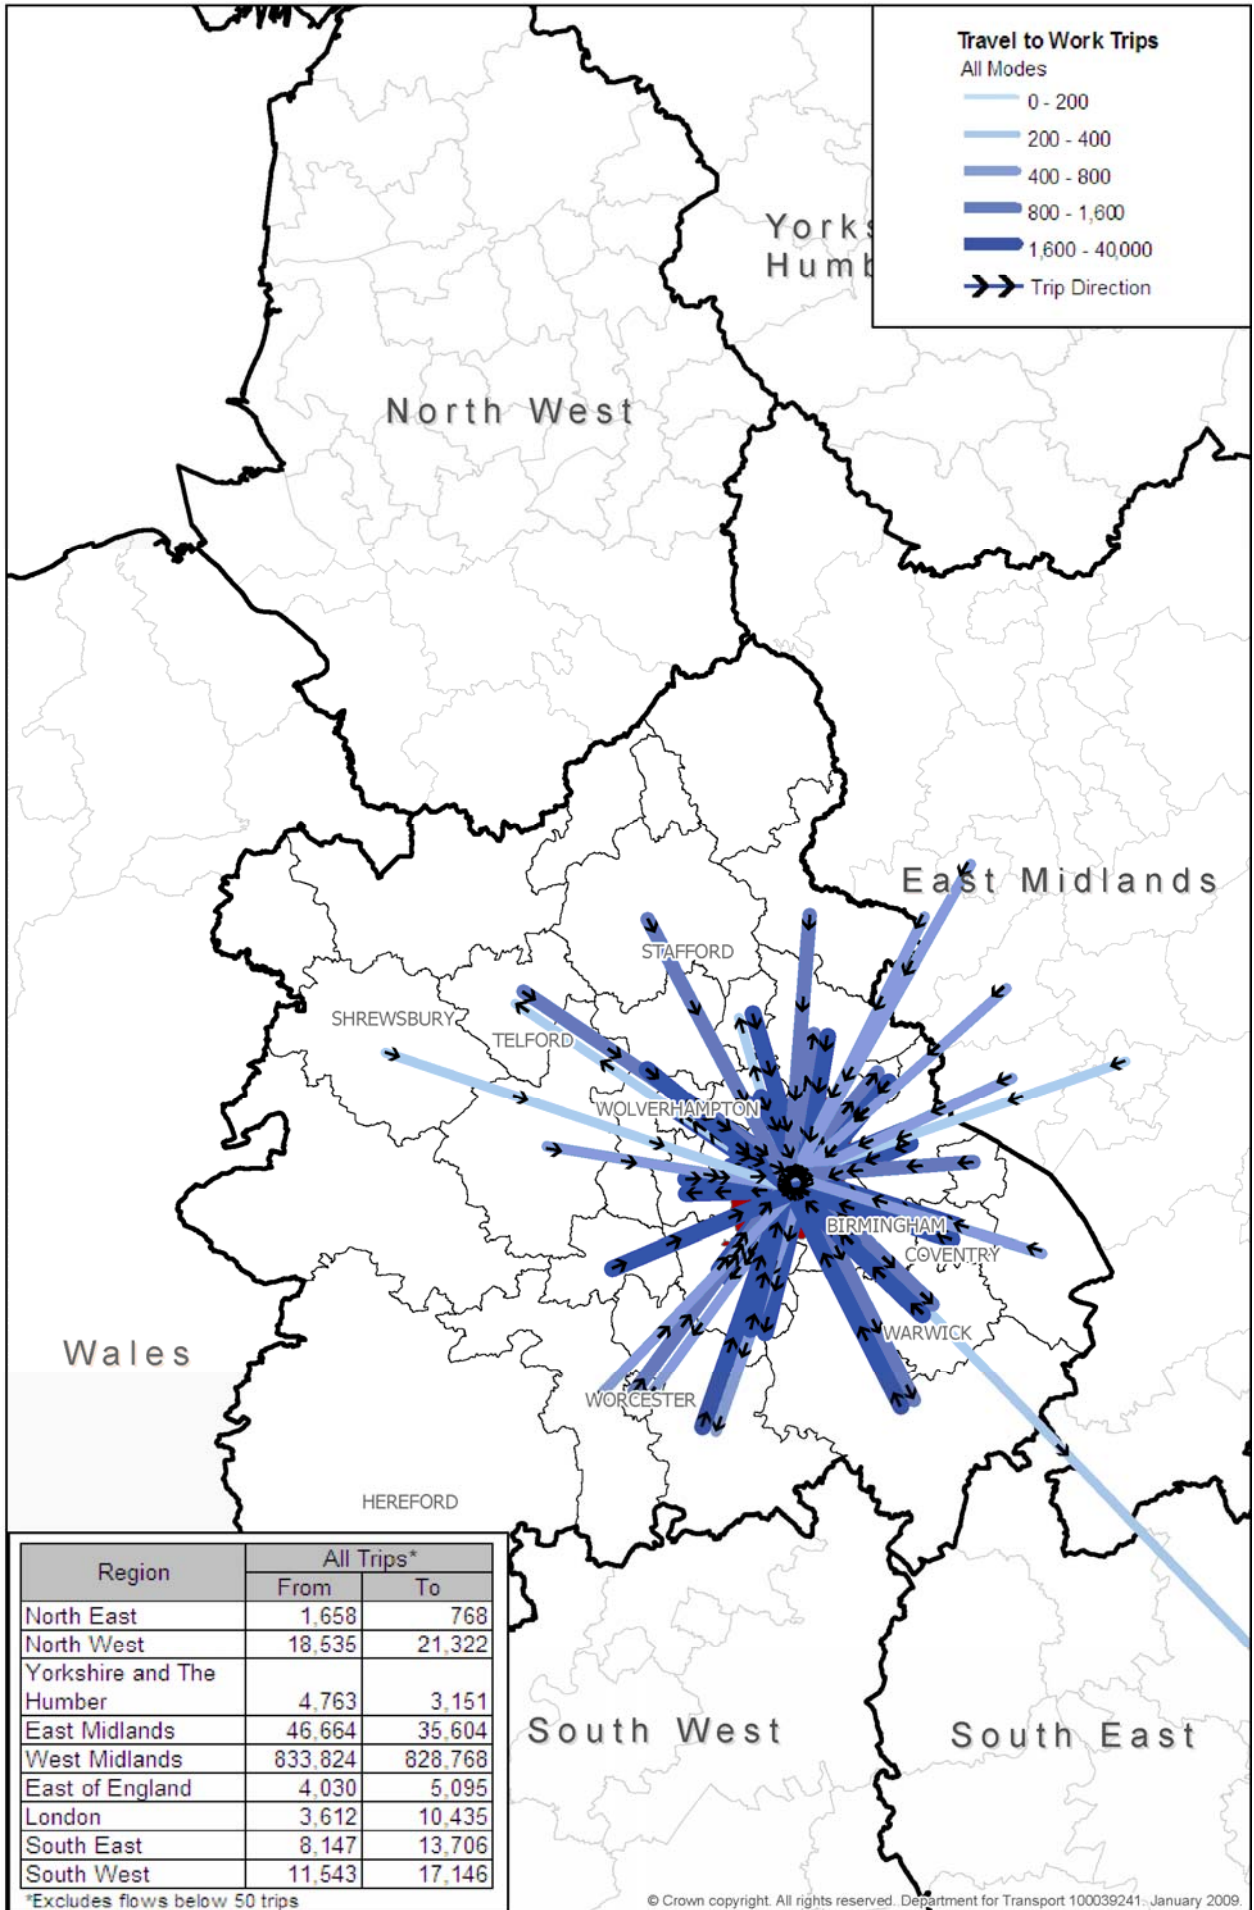 Travel to Work Trips
All Modes
0 - 200
200 - 400
400 - 800
800 - 1,600
1,600 - 40,000
Trip Direction
Yorks
Humb
North West
East Midlands
STAFFORD
SHREWSBURY
TELFORD
WOLVERHAMPTON
BIRMINGHAM
COVENTRY
WARWICK
Wales
WORCESTER
HEREFORD
South West
South East
Region All Trips*
From To
North East 1,658 768
North West 18,535 21,322
Yorkshire and The
Humber 4,763 3,151
East Midlands 46,664 35,604
West Midlands 833,824 828,768
East of England 4,030 5,095
London 3,612 10,435
South East 8,147 13,706
South West 11,543 17,146
*Excludes flows below 50 trips
© Crown copyright. All rights reserved. Department for Transport 100039241. January 2009.